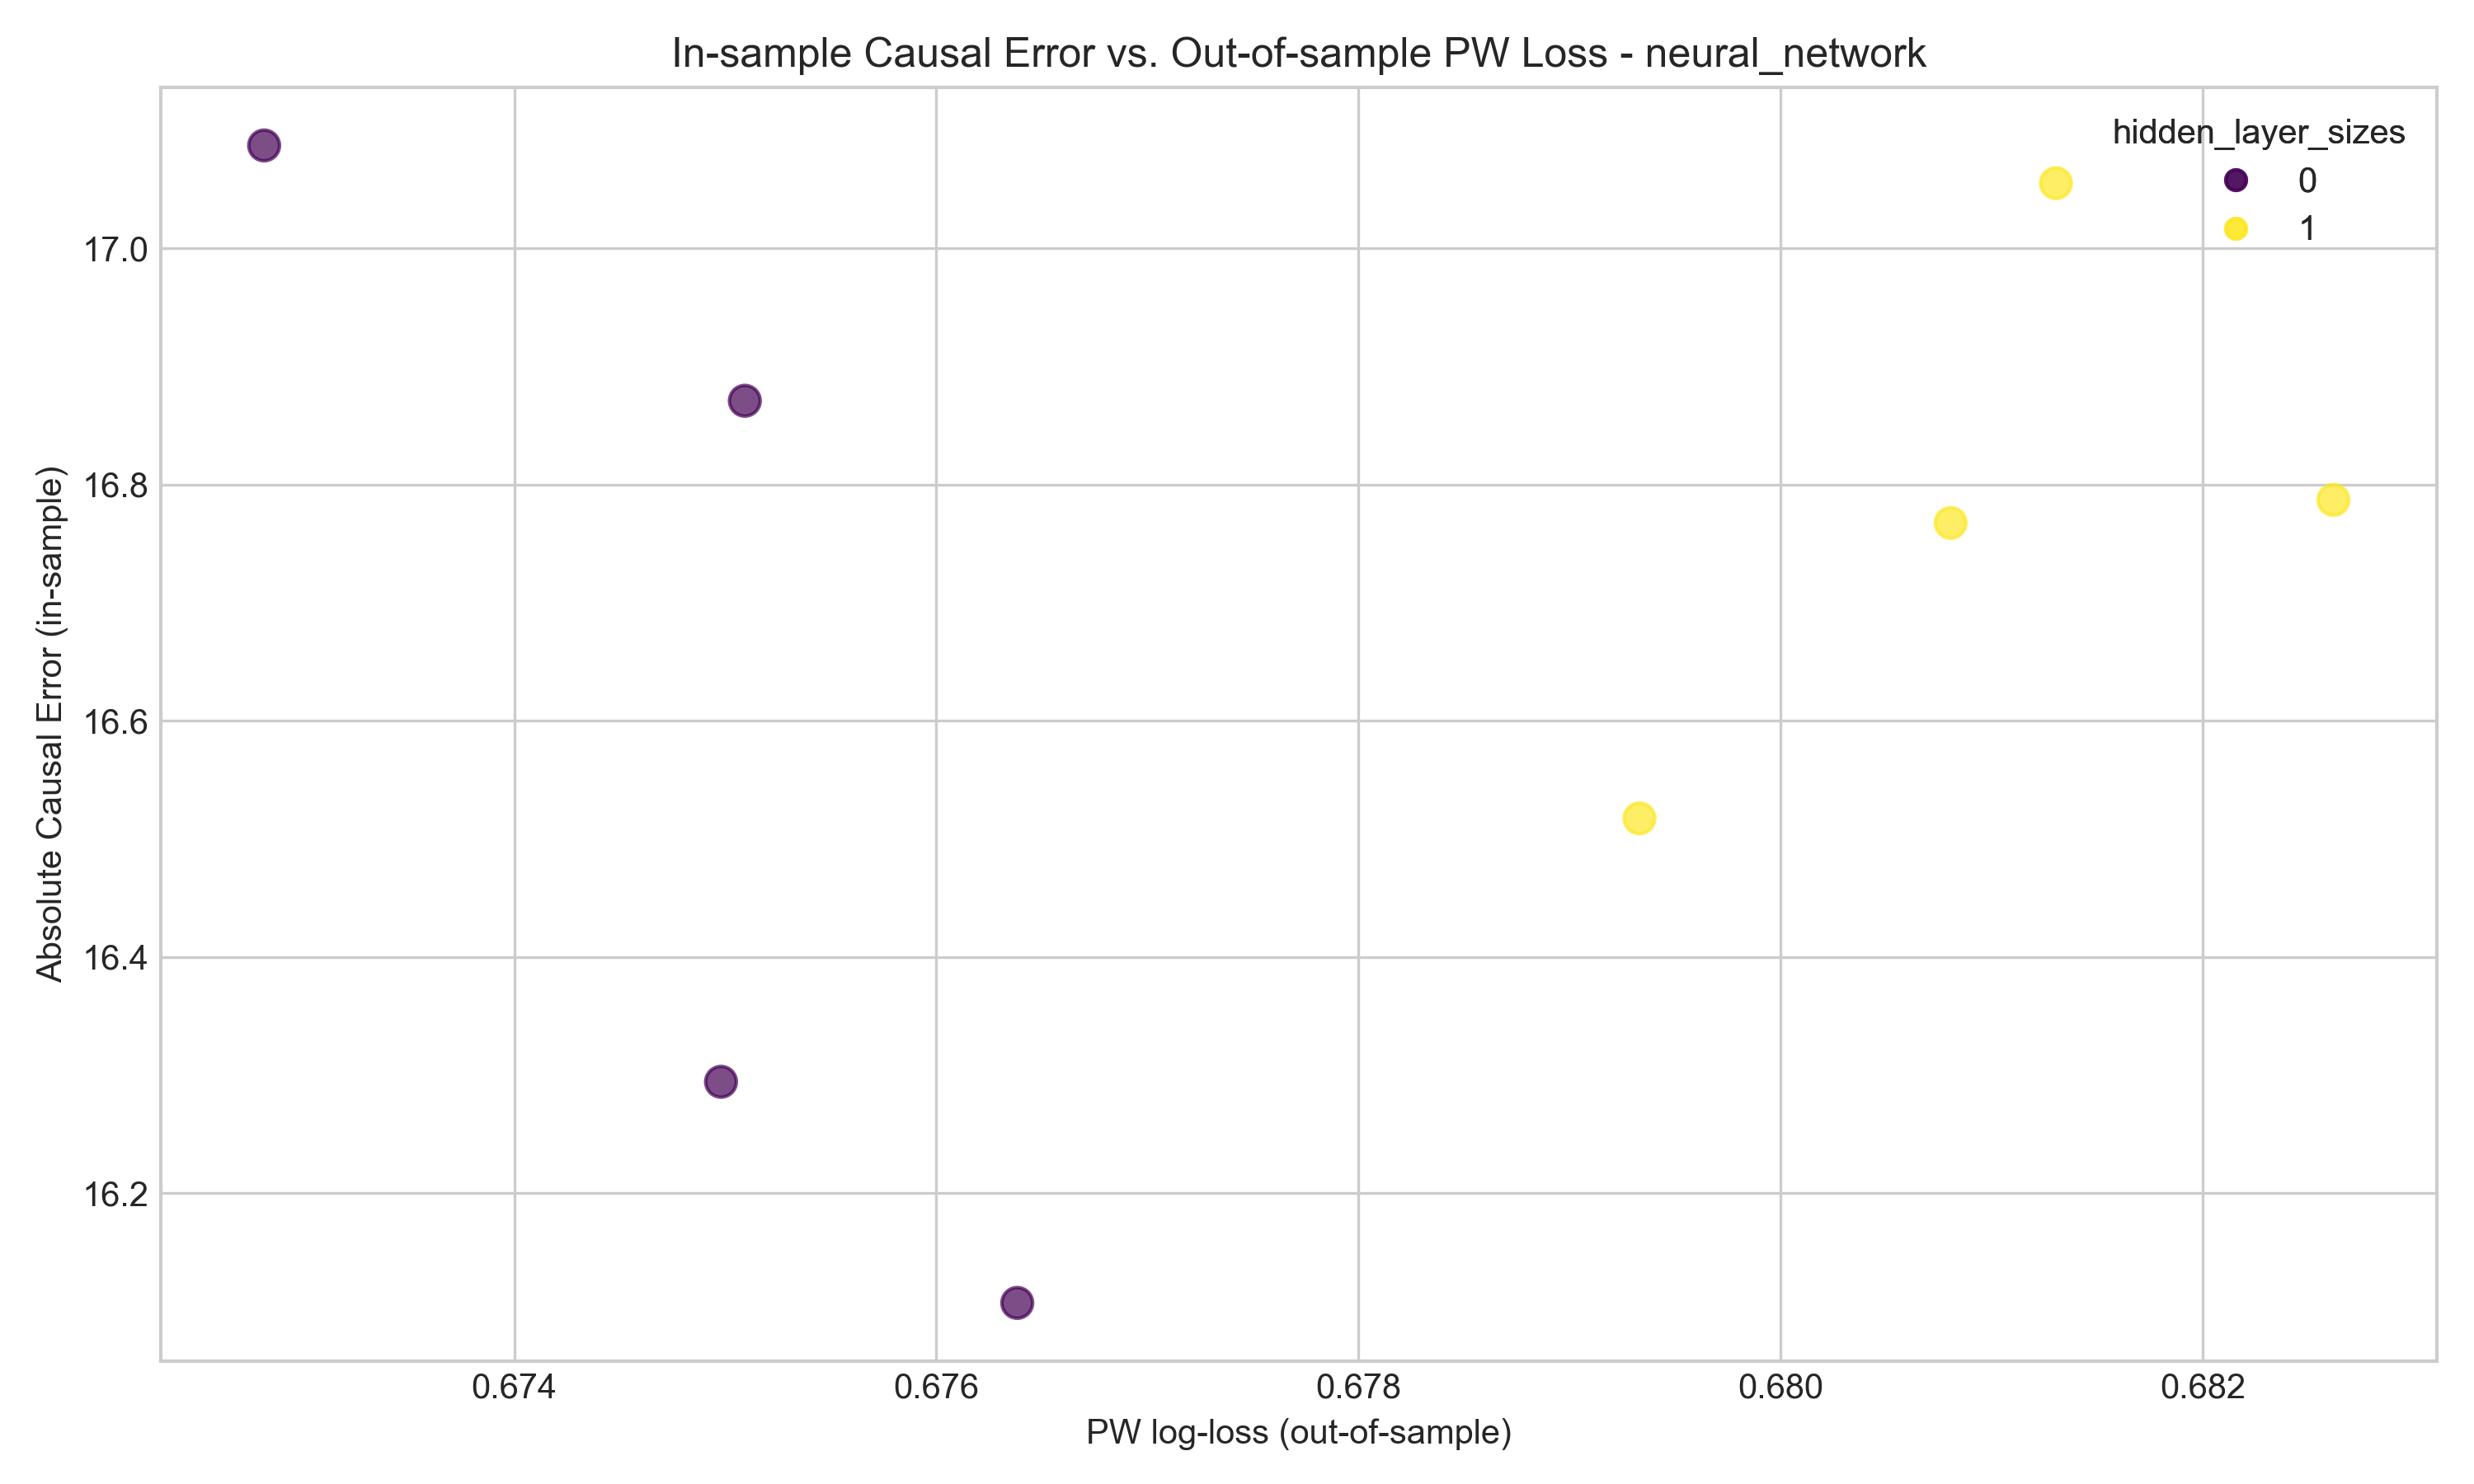 In-sample Causal Error vs. Out-of-sample PW Loss - neural_network
hidden_layer_sizes
0
1
Absolute Causal Error (in-sample)
17.0
16.8
16.6
16.4
16.2
0.674 0.676 0.678 0.680 0.682
PW log-loss (out-of-sample)